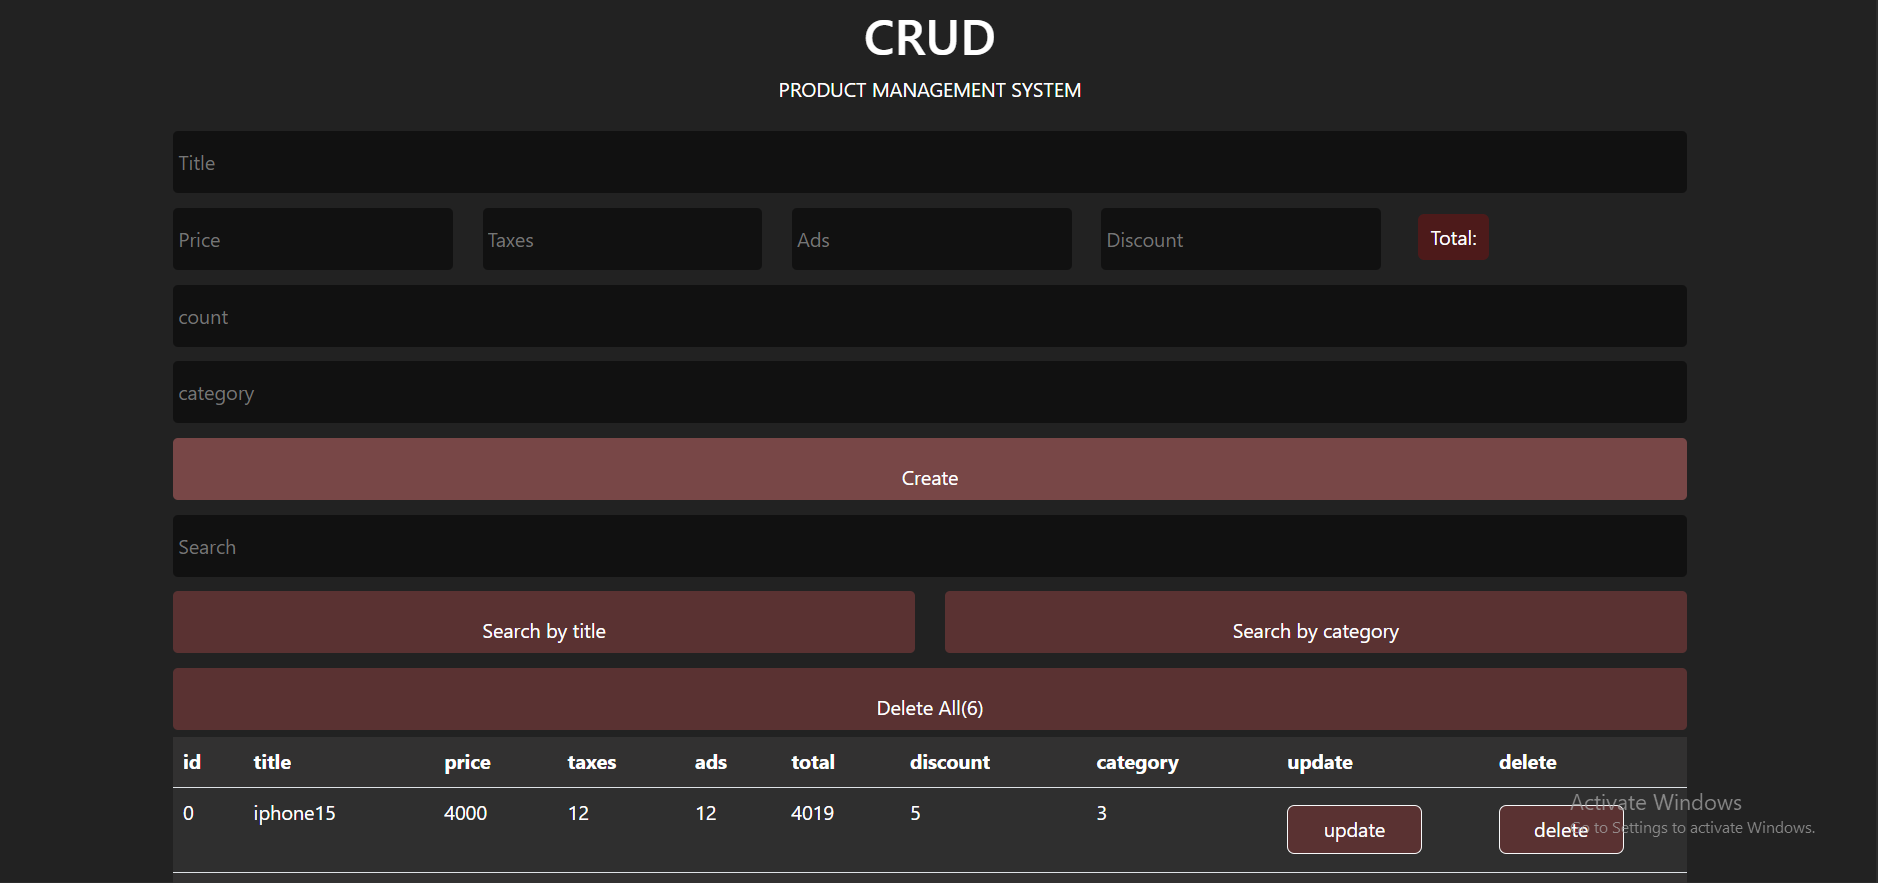 CRUD
PRODUCT MANAGEMENT SYSTEM
Title
Price Taxes Ads Discount Total:
count
category
Create
Search
Search by title Search by category
Delete All(6)
id title price taxes ads total discount category update delete
0 iphone15 4000 12 12 4019 5 3 update delete
Activate Windows
Go to Settings to activate Windows.